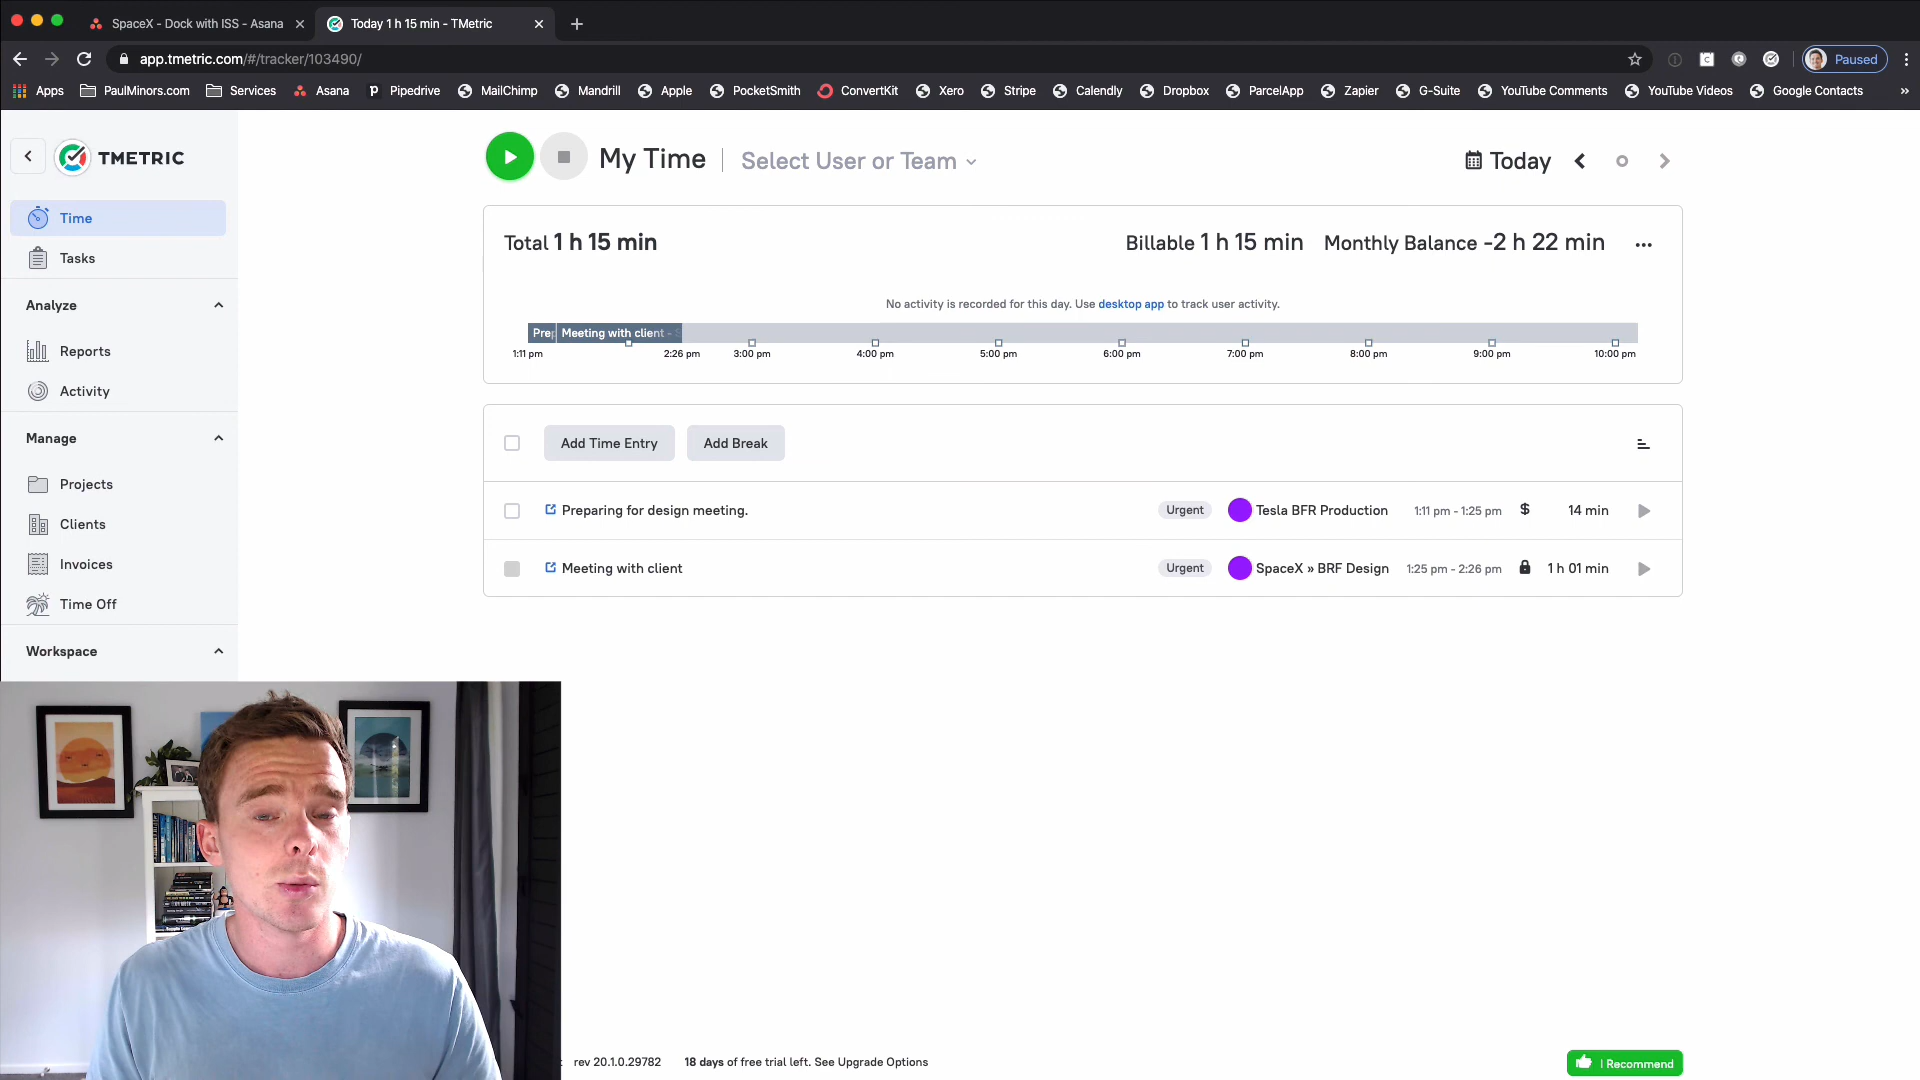 SpaceX - Dock with ISS - Asana
Today 1 h 15 min - TMetric
app.tmetric.com/#/tracker/103490/
Paused
Apps
PaulMinors.com
Services
Asana
Pipedrive
MailChimp
Mandrill
Apple
PocketSmith
ConvertKit
Xero
Stripe
Calendly
Dropbox
ParcelApp
Zapier
G-Suite
YouTube Comments
YouTube Videos
Google Contacts
TMETRIC
Time
Tasks
Analyze
Reports
Activity
Manage
Projects
Clients
Invoices
Time Off
Workspace
My Time
Select User or Team
Today
Total 1 h 15 min
Billable 1 h 15 min
Monthly Balance -2 h 22 min
No activity is recorded for this day. Use desktop app to track user activity.
Meeting with client -
1:11 pm
2:26 pm
3:00 pm
4:00 pm
5:00 pm
6:00 pm
7:00 pm
8:00 pm
9:00 pm
10:00 pm
Add Time Entry
Add Break
Preparing for design meeting.
Urgent
Tesla BFR Production
1:11 pm - 1:25 pm
$
14 min
Meeting with client
Urgent
SpaceX » BRF Design
1:25 pm - 2:26 pm
1 h 01 min
rev 20.1.0.29782
18 days of free trial left. See Upgrade Options
I Recommend